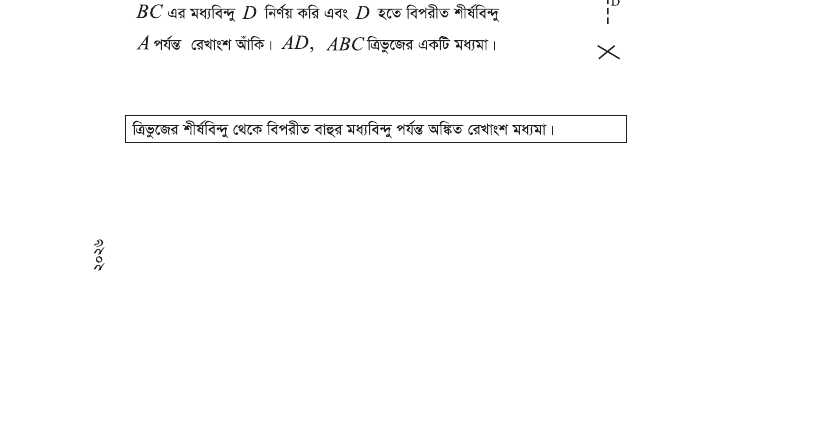 BC এর মধ্যবিন্দু D নির্ণয় করি এবং D হতে বিপরীত শীর্ষবিন্দু
D
A পর্যন্ত রেখাংশ আঁকি। AD, ABC ত্রিভুজের একটি মধ্যমা।
ত্রিভুজের শীর্ষবিন্দু থেকে বিপরীত বাহুর মধ্যবিন্দু পর্যন্ত অঙ্কিত রেখাংশ মধ্যমা।
২০২৬